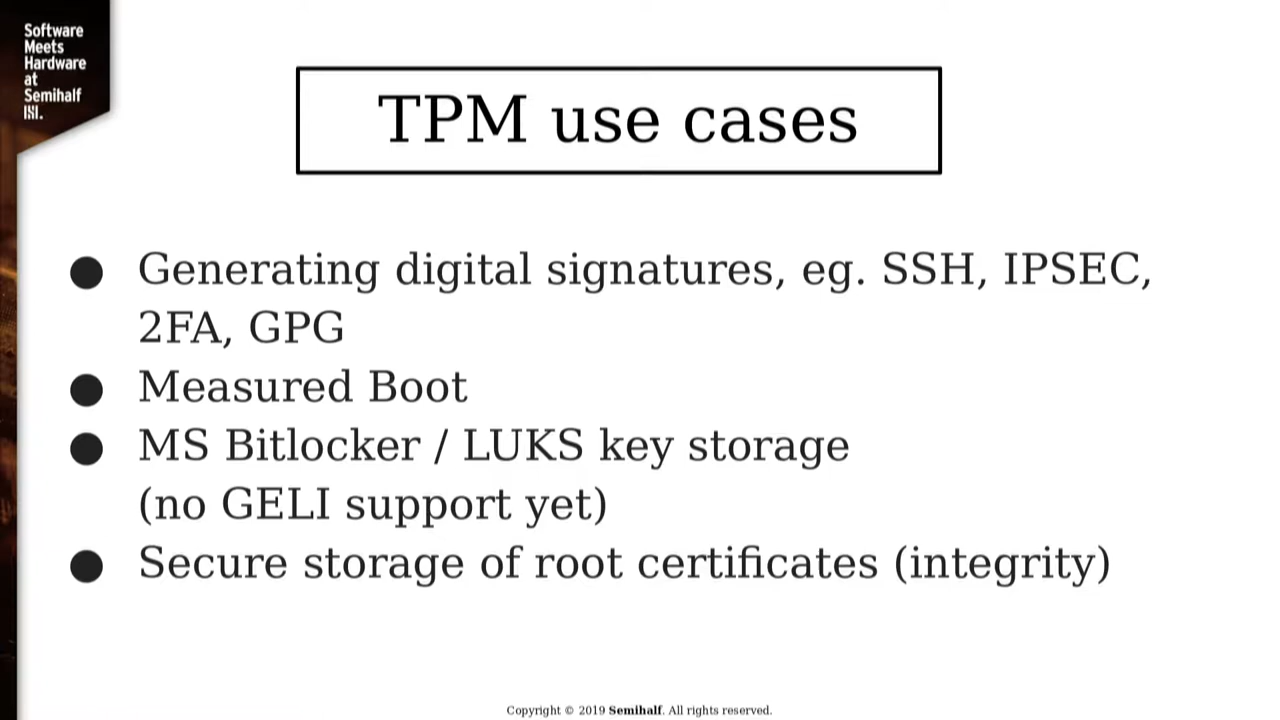 Software
Meets
Hardware
at
Semihalf
TPM use cases
● Generating digital signatures, eg. SSH, IPSEC,
2FA, GPG
● Measured Boot
● MS Bitlocker / LUKS key storage
(no GELI support yet)
● Secure storage of root certificates (integrity)
Copyright © 2019 Semihalf. All rights reserved.